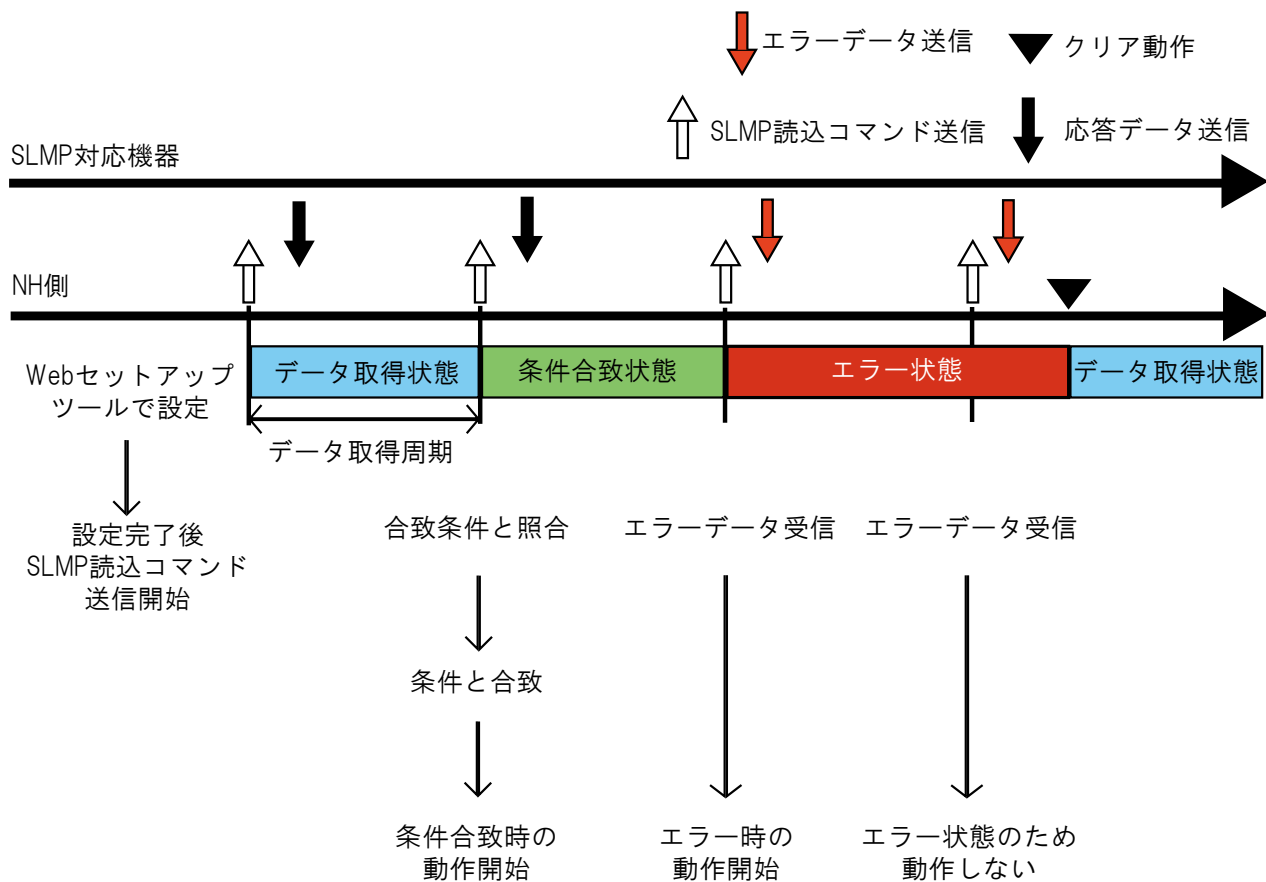 エラーデータ送信
クリア動作
SLMP読込コマンド送信
応答データ送信
SLMP対応機器
NH側
Webセットアップ
ツールで設定
データ取得状態
条件合致状態
エラー状態
データ取得状態
データ取得周期
設定完了後
SLMP読込コマンド
送信開始
合致条件と照合
エラーデータ受信
エラーデータ受信
条件と合致
条件合致時の
動作開始
エラー時の
動作開始
エラー状態のため
動作しない